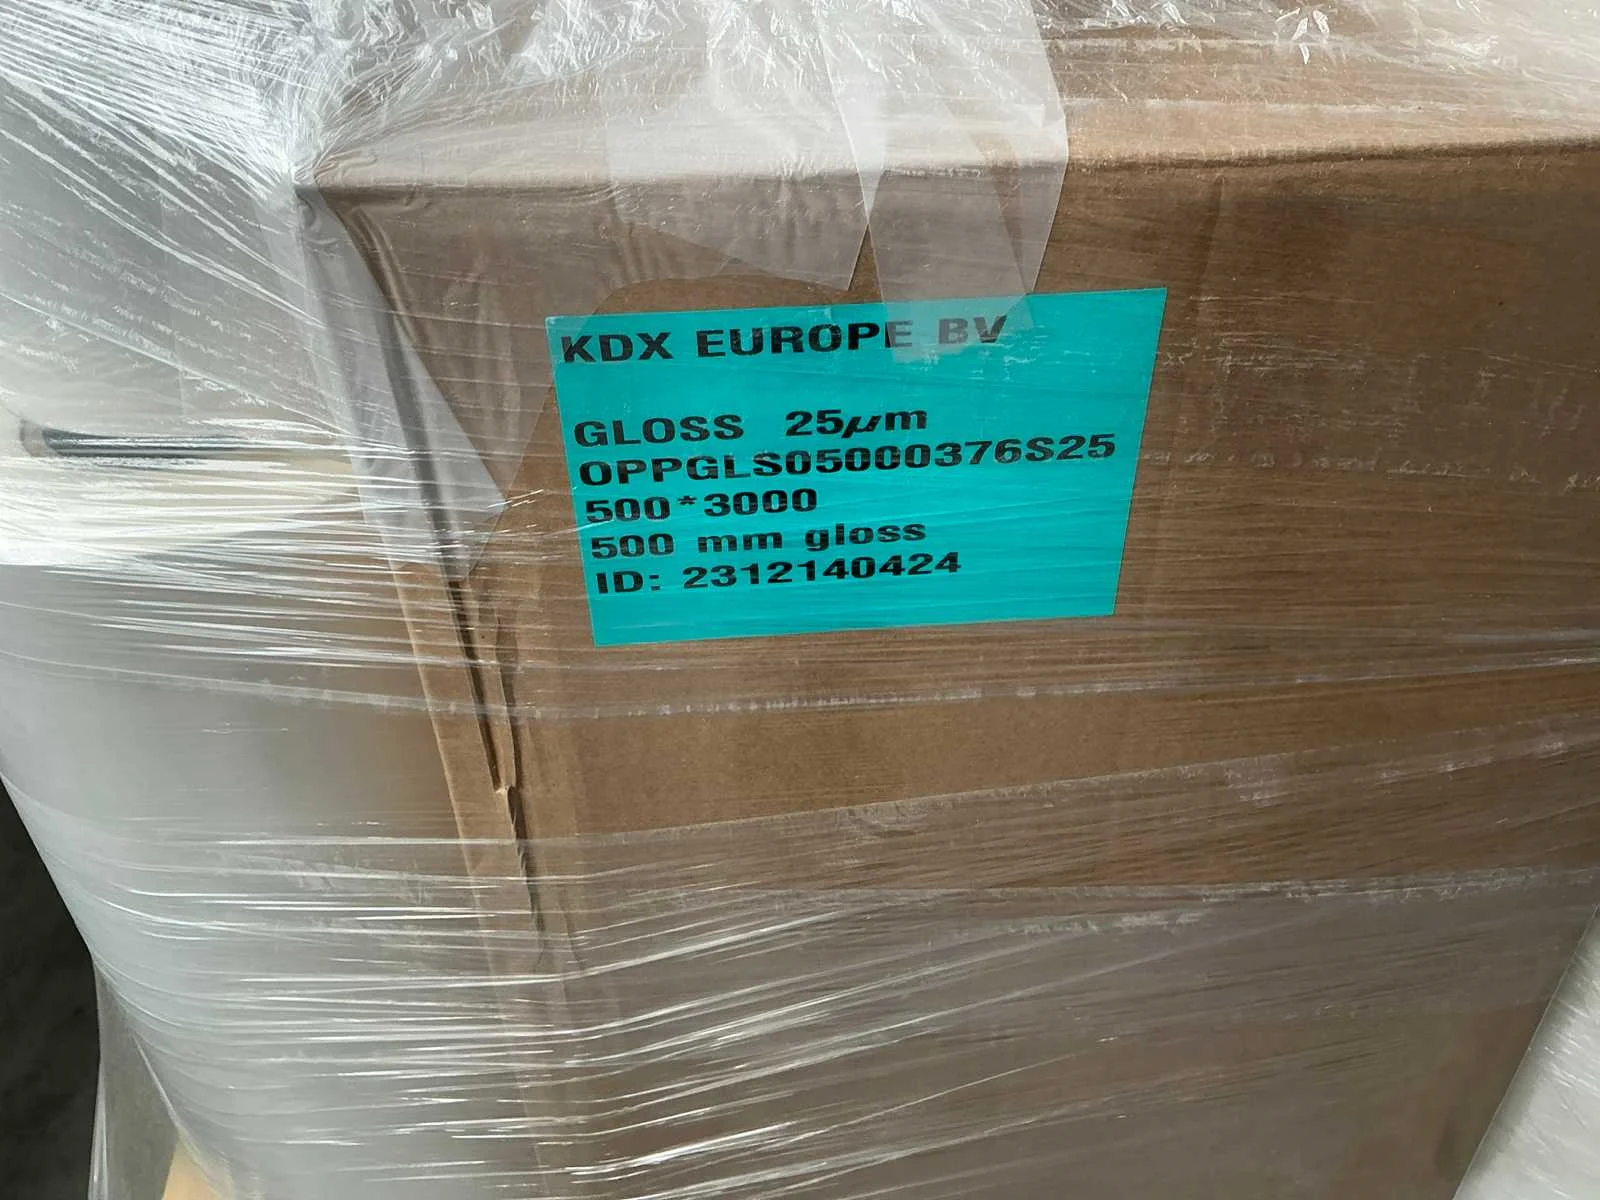 KDX EUROPE BV
GLOSS 25µm
OPPGLS05000376S25
500*3000
500 mm gloss
ID: 2312140424